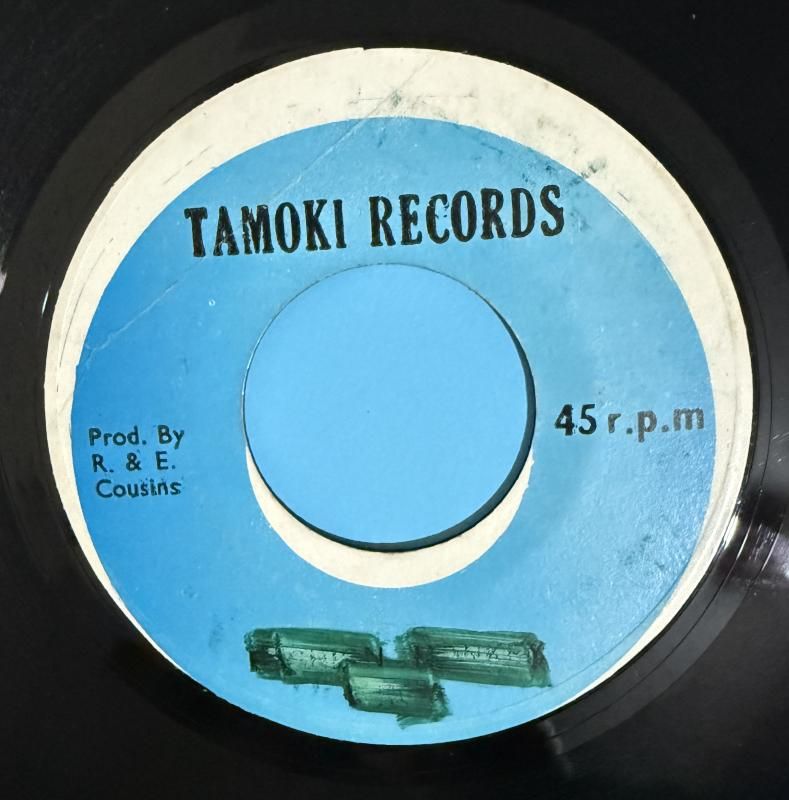 TAMOKI RECORDS
Prod. By
R. & E.
Cousins
45 r.p.m